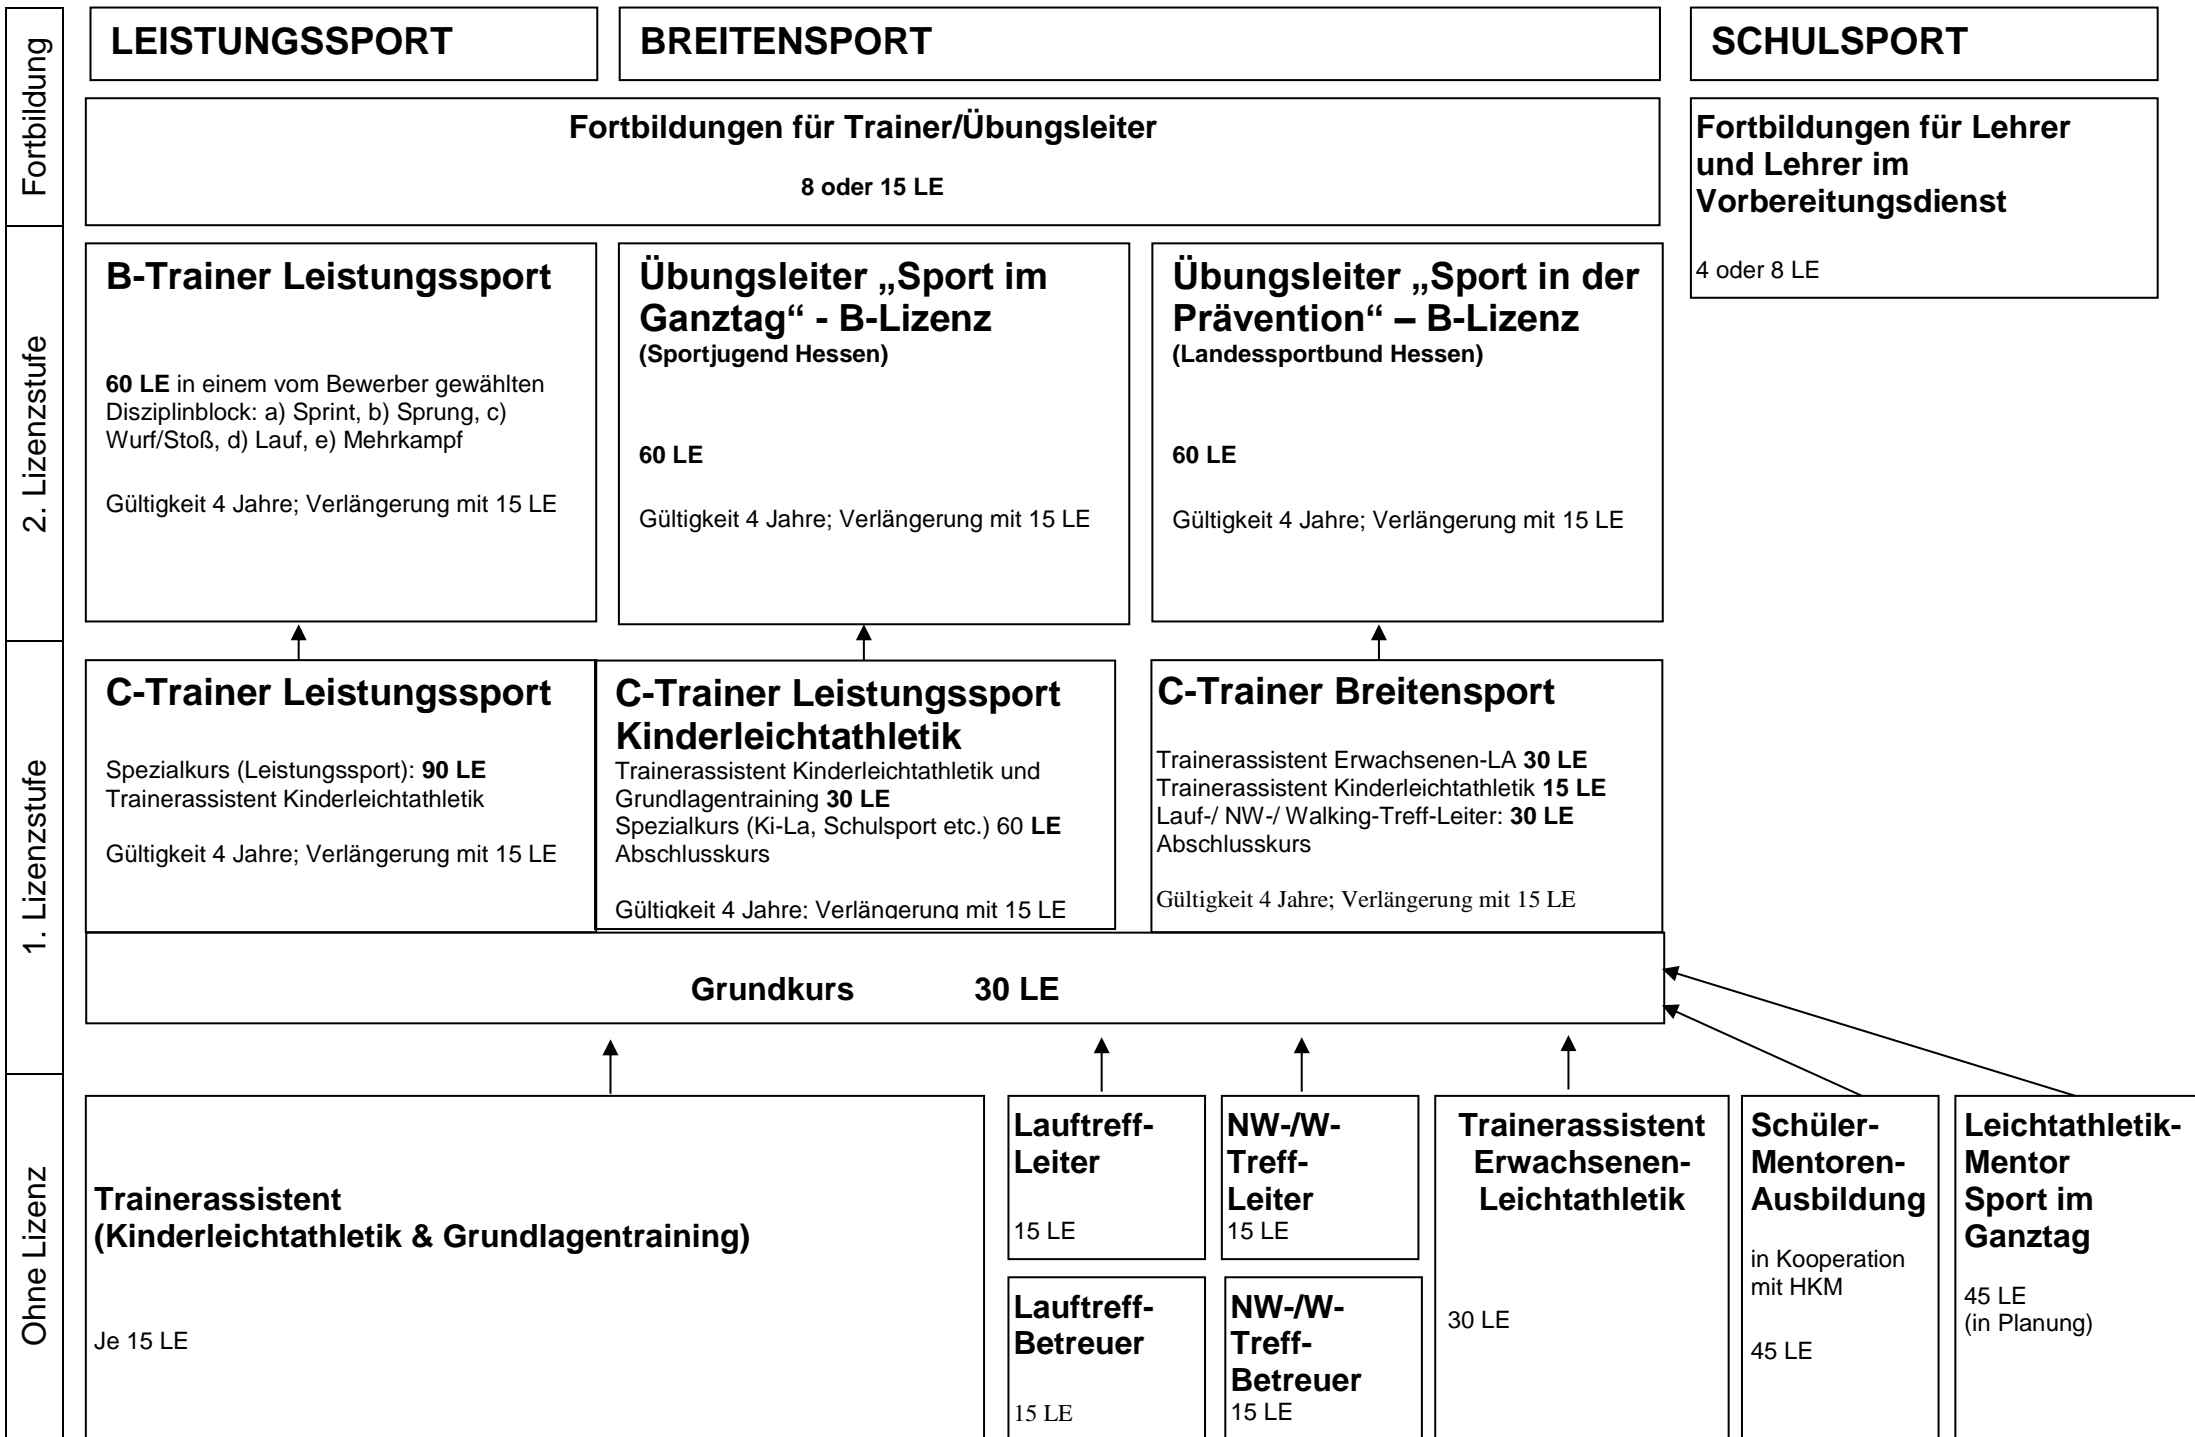 Fortbildung
LEISTUNGSSPORT
BREITENSPORT
SCHULSPORT
Fortbildungen für Trainer/Übungsleiter
8 oder 15 LE
Fortbildungen für Lehrer
und Lehrer im
Vorbereitungsdienst
4 oder 8 LE
2. Lizenzstufe
B-Trainer Leistungssport
60 LE in einem vom Bewerber gewählten
Disziplinblock: a) Sprint, b) Sprung, c)
Wurf/Stoß, d) Lauf, e) Mehrkampf
Gültigkeit 4 Jahre; Verlängerung mit 15 LE
Übungsleiter „Sport im
Ganztag“ - B-Lizenz
(Sportjugend Hessen)
60 LE
Gültigkeit 4 Jahre; Verlängerung mit 15 LE
Übungsleiter „Sport in der
Prävention“ – B-Lizenz
(Landessportbund Hessen)
60 LE
Gültigkeit 4 Jahre; Verlängerung mit 15 LE
1. Lizenzstufe
C-Trainer Leistungssport
Spezialkurs (Leistungssport): 90 LE
Trainerassistent Kinderleichtathletik
Gültigkeit 4 Jahre; Verlängerung mit 15 LE
C-Trainer Leistungssport
Kinderleichtathletik
Trainerassistent Kinderleichtathletik und
Grundlagentraining 30 LE
Spezialkurs (Ki-La, Schulsport etc.) 60 LE
Abschlusskurs
Gültigkeit 4 Jahre; Verlängerung mit 15 LE
C-Trainer Breitensport
Trainerassistent Erwachsenen-LA 30 LE
Trainerassistent Kinderleichtathletik 15 LE
Lauf-/ NW-/ Walking-Treff-Leiter: 30 LE
Abschlusskurs
Gültigkeit 4 Jahre; Verlängerung mit 15 LE
Grundkurs 30 LE
Ohne Lizenz
Trainerassistent
(Kinderleichtathletik & Grundlagentraining)
Je 15 LE
Lauftreff-
Leiter
15 LE
Lauftreff-
Betreuer
15 LE
NW-/W-
Treff-
Leiter
15 LE
NW-/W-
Treff-
Betreuer
15 LE
Trainerassistent
Erwachsenen-
Leichtathletik
30 LE
Schüler-
Mentoren-
Ausbildung
in Kooperation
mit HKM
45 LE
Leichtathletik-
Mentor
Sport im
Ganztag
45 LE
(in Planung)